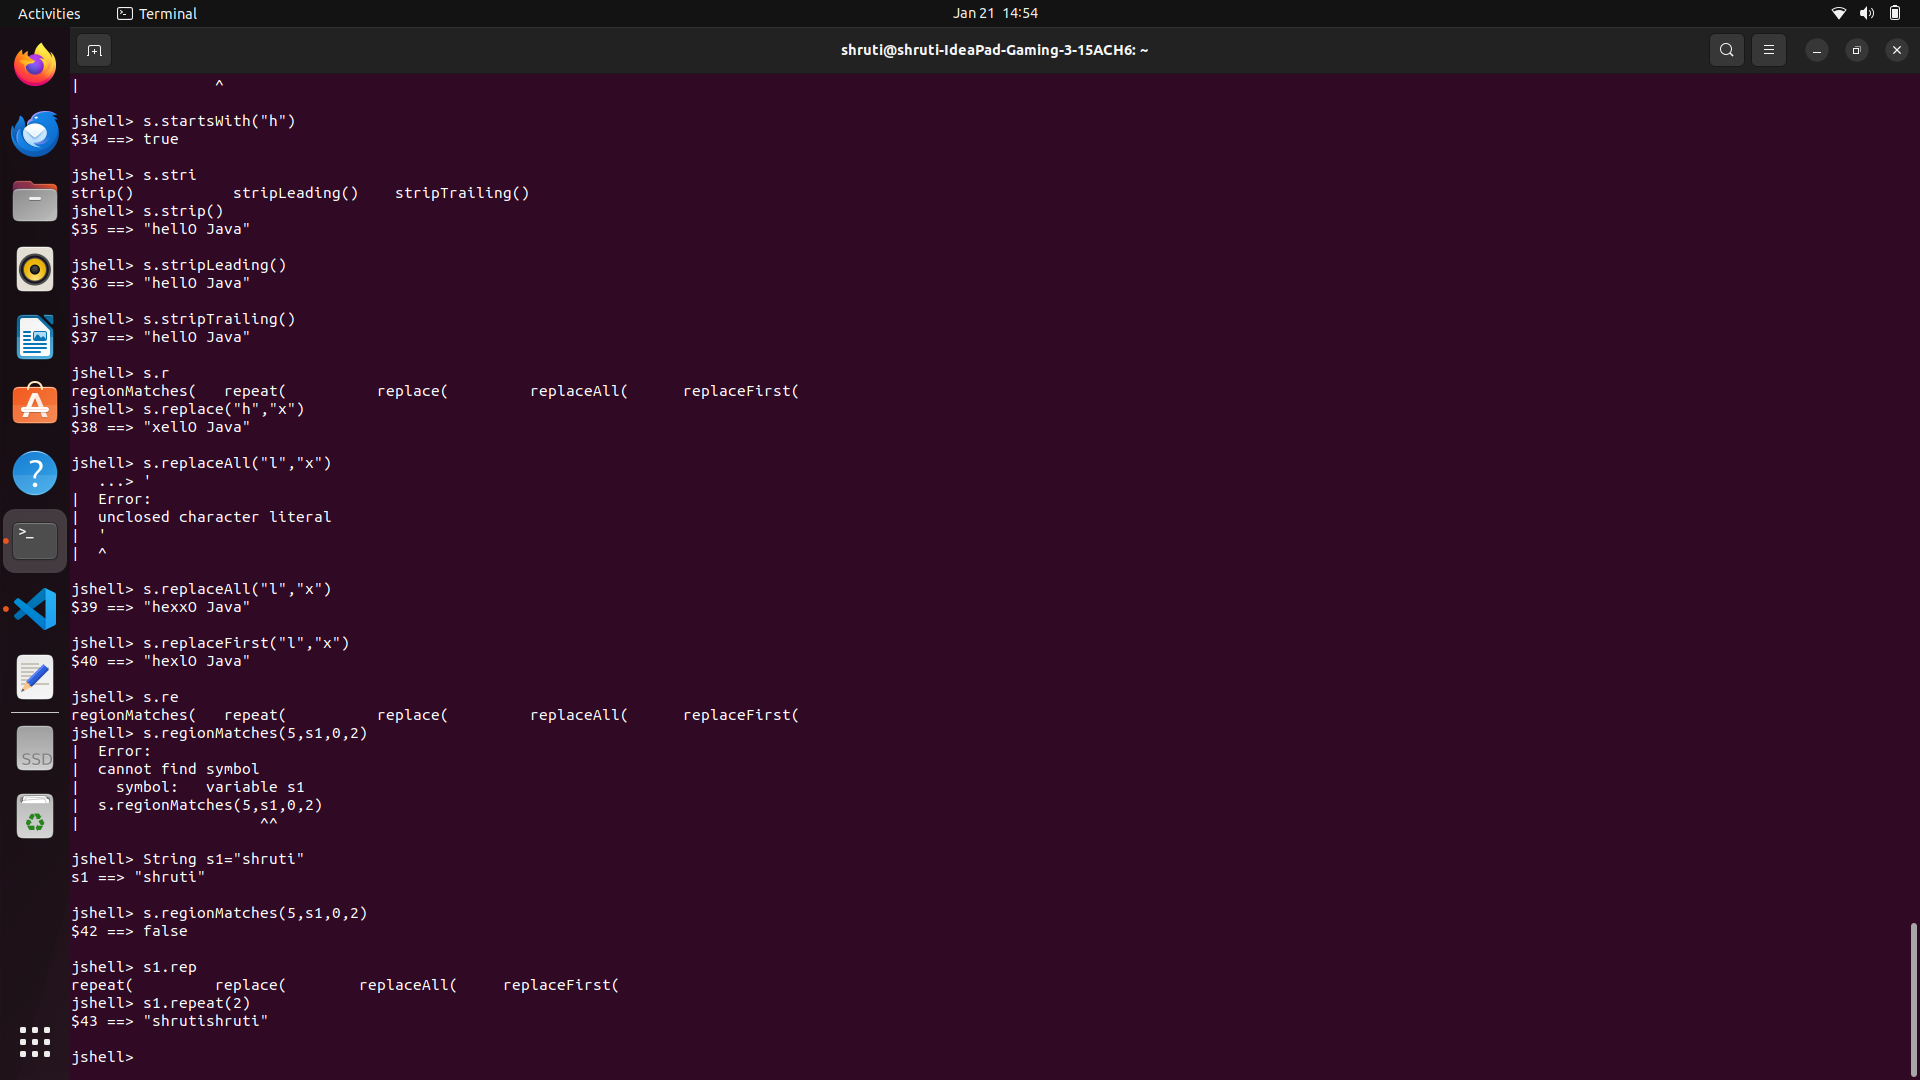 Activities
Terminal
Jan 21 14:54
shruti@shruti-IdeaPad-Gaming-3-15ACH6: ~
|                ^
jshell> s.startsWith("h")
$34 ==> true
jshell> s.stri
strip()           stripLeading()    stripTrailing()
jshell> s.strip()
$35 ==> "hellO Java"
jshell> s.stripLeading()
$36 ==> "hellO Java"
jshell> s.stripTrailing()
$37 ==> "hellO Java"
jshell> s.r
regionMatches(   repeat(          replace(         replaceAll(      replaceFirst(
jshell> s.replace("h","x")
$38 ==> "xellO Java"
jshell> s.replaceAll("l","x")
   ...> '
|  Error:
|  unclosed character literal
|  '
|  ^
jshell> s.replaceAll("l","x")
$39 ==> "hexxO Java"
jshell> s.replaceFirst("l","x")
$40 ==> "hexlO Java"
jshell> s.re
regionMatches(   repeat(          replace(         replaceAll(      replaceFirst(
jshell> s.regionMatches(5,s1,0,2)
|  Error:
|  cannot find symbol
|    symbol:   variable s1
|  s.regionMatches(5,s1,0,2)
|                    ^^
jshell> String s1="shruti"
s1 ==> "shruti"
jshell> s.regionMatches(5,s1,0,2)
$42 ==> false
jshell> s1.rep
repeat(         replace(        replaceAll(     replaceFirst(
jshell> s1.repeat(2)
$43 ==> "shrutishruti"
jshell>
SSD